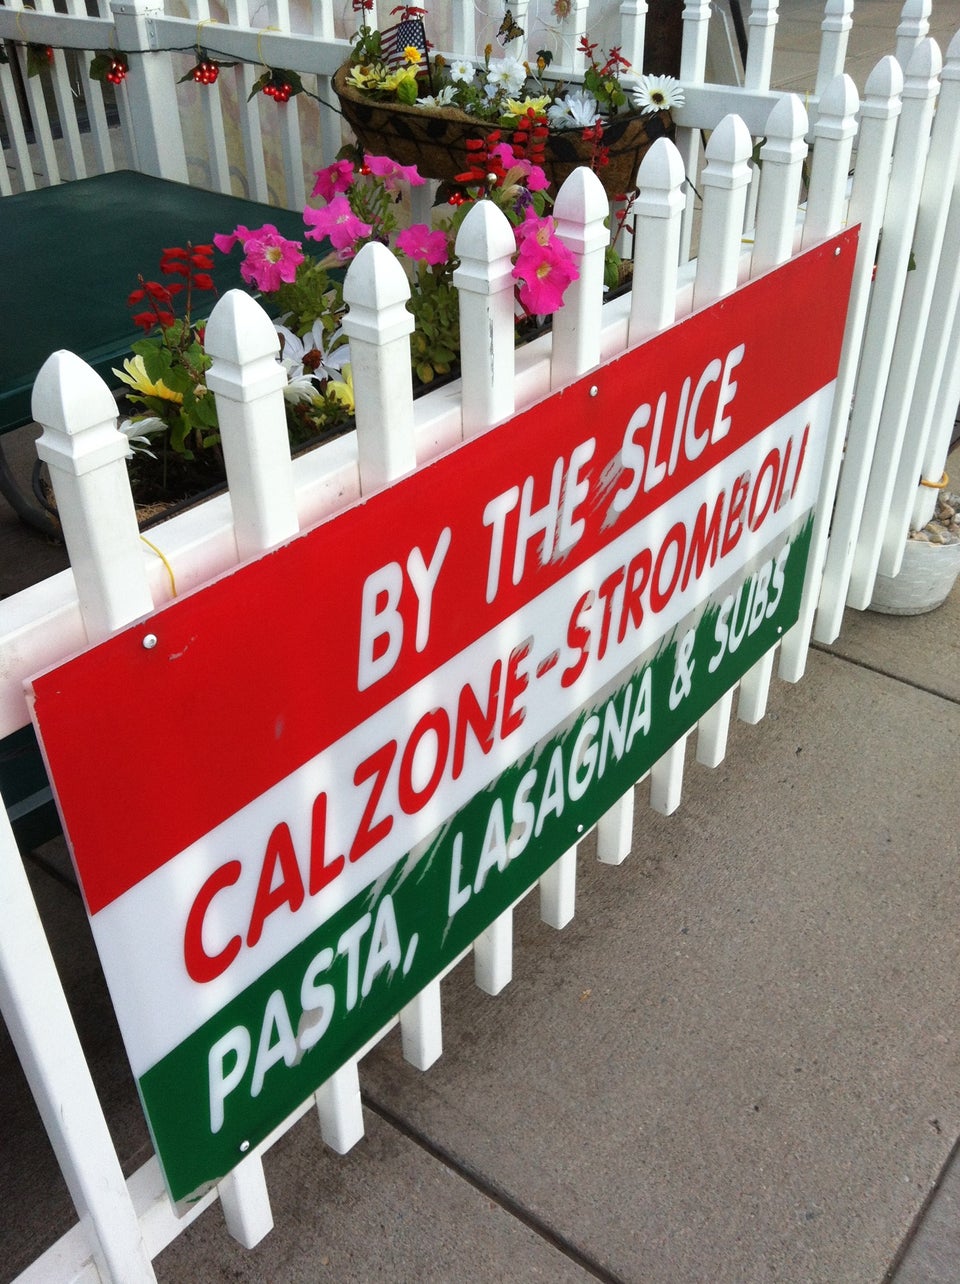 BY THE SLICE
CALZONE-STROMBOLI
PASTA, LASAGNA & SUBS